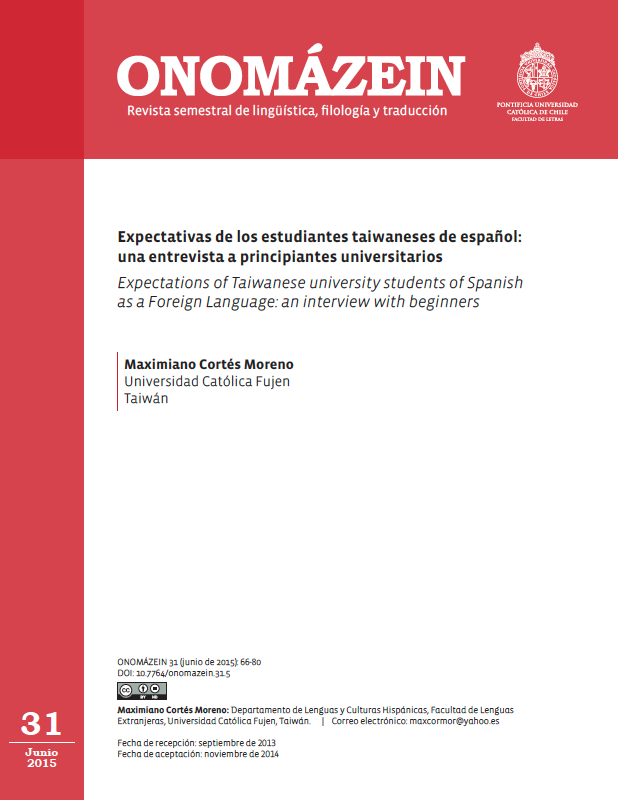 ONOMÁZEIN
Revista semestral de lingüística, filología y traducción
PONTIFICIA UNIVERSIDAD
CATÓLICA DE CHILE
FACULTAD DE LETRAS
Expectativas de los estudiantes taiwaneses de español:
una entrevista a principiantes universitarios
Expectations of Taiwanese university students of Spanish
as a Foreign Language: an interview with beginners
Maximiano Cortés Moreno
Universidad Católica Fujen
Taiwán
ONOMÁZEIN 31 (junio de 2015): 66-80
DOI: 10.7764/onomazein.31.5
cc BY ND
Maximiano Cortés Moreno: Departamento de Lenguas y Culturas Hispánicas, Facultad de Lenguas
Extranjeras, Universidad Católica Fujen, Taiwán. | Correo electrónico: maxcormor@yahoo.es
Fecha de recepción: septiembre de 2013
Fecha de aceptación: noviembre de 2014
31
Junio
2015